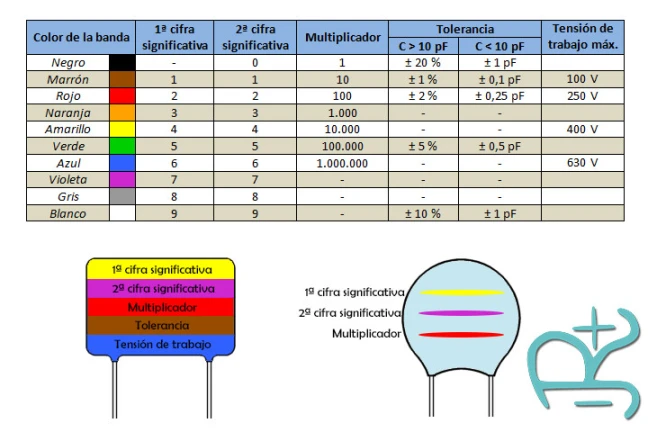 Color de la banda 1ª cifra significativa 2ª cifra significativa Multiplicador Tolerancia Tensión de trabajo máx.
C > 10 pF C < 10 pF
Negro - 0 1 ± 20 % ± 1 pF
Marrón 1 1 10 ± 1 % ± 0,1 pF 100 V
Rojo 2 2 100 ± 2 % ± 0,25 pF 250 V
Naranja 3 3 1.000 - -
Amarillo 4 4 10.000 - - 400 V
Verde 5 5 100.000 ± 5 % ± 0,5 pF
Azul 6 6 1.000.000 - - 630 V
Violeta 7 7 - - -
Gris 8 8 - - -
Blanco 9 9 - ± 10 % ± 1 pF
1ª cifra significativa
2ª cifra significativa
Multiplicador
Tolerancia
Tensión de trabajo
1ª cifra significativa
2ª cifra significativa
Multiplicador